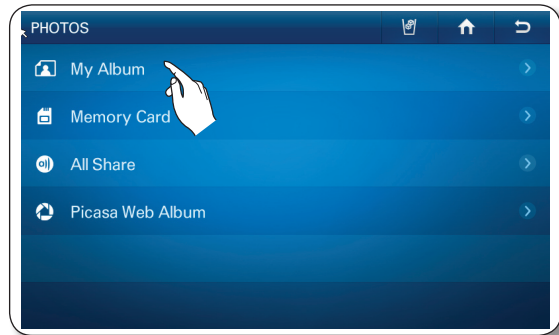 PHOTOS
My Album
Memory Card
All Share
Picasa Web Album